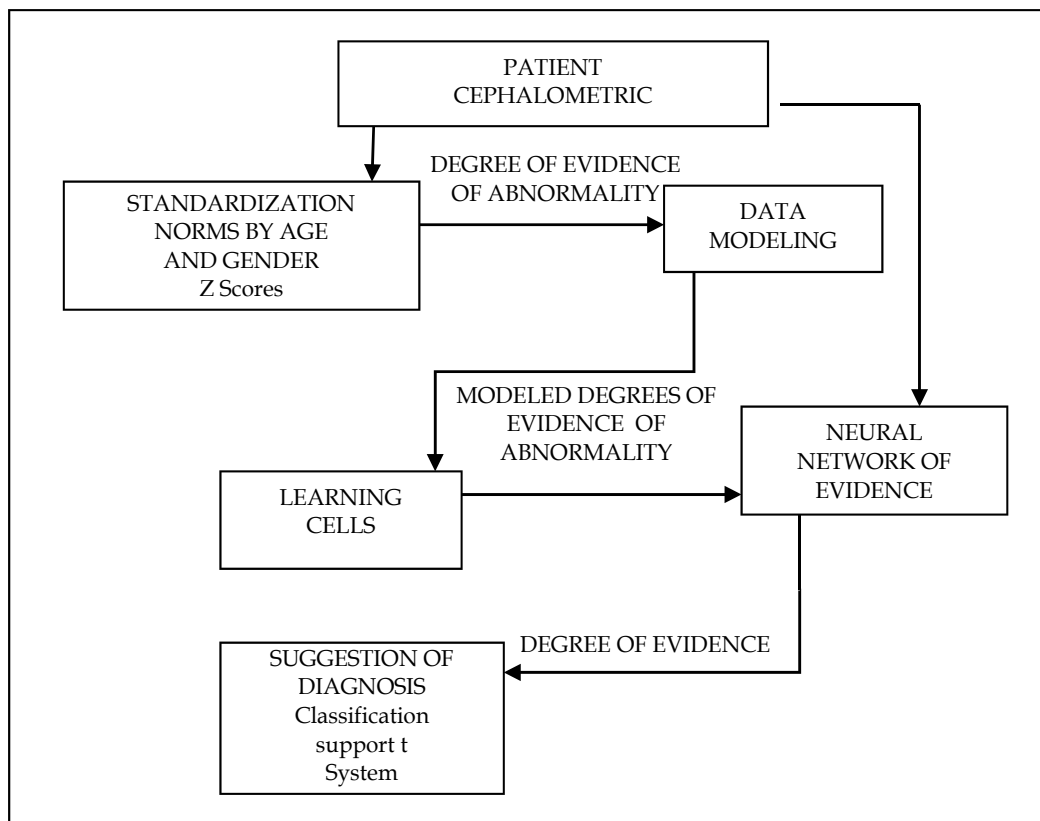 PATIENT
CEPHALOMETRIC
DEGREE OF EVIDENCE
OF ABNORMALITY
STANDARDIZATION
NORMS BY AGE
AND GENDER
Z Scores
DATA
MODELING
MODELED DEGREES OF
EVIDENCE OF
ABNORMALITY
NEURAL
NETWORK OF
EVIDENCE
LEARNING
CELLS
DEGREE OF EVIDENCE
SUGGESTION OF
DIAGNOSIS
Classification
support t
System